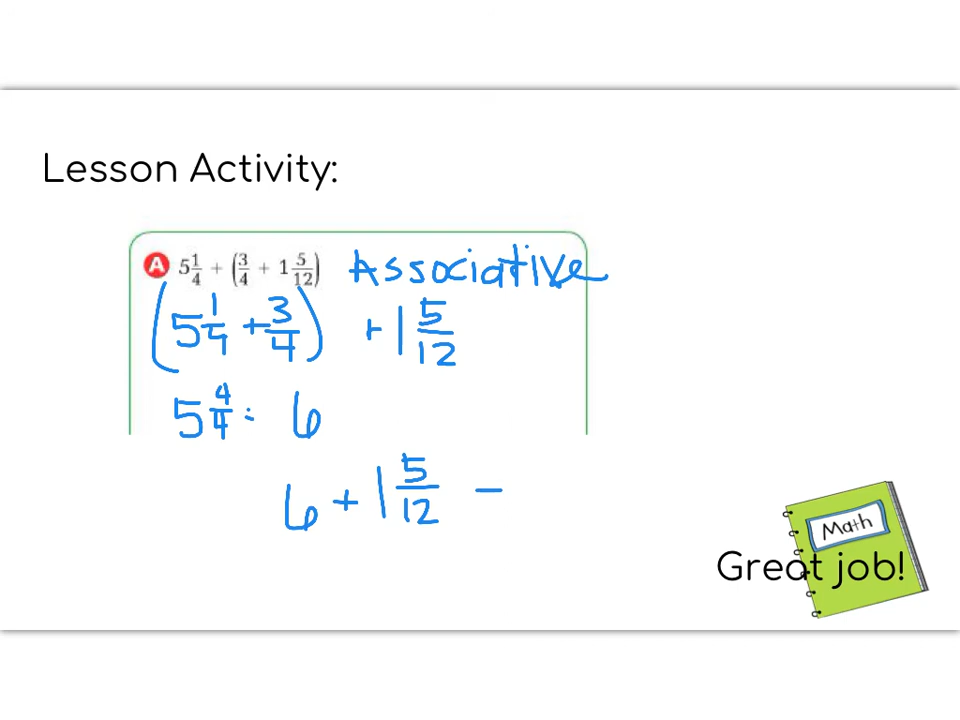 Lesson Activity:
A 5 1/4 + (3/4 + 1 5/12) Associative
(5 1/4 + 3/4) + 1 5/12
5 4/4 = 6
6 + 1 5/12 –
Math
Great job!